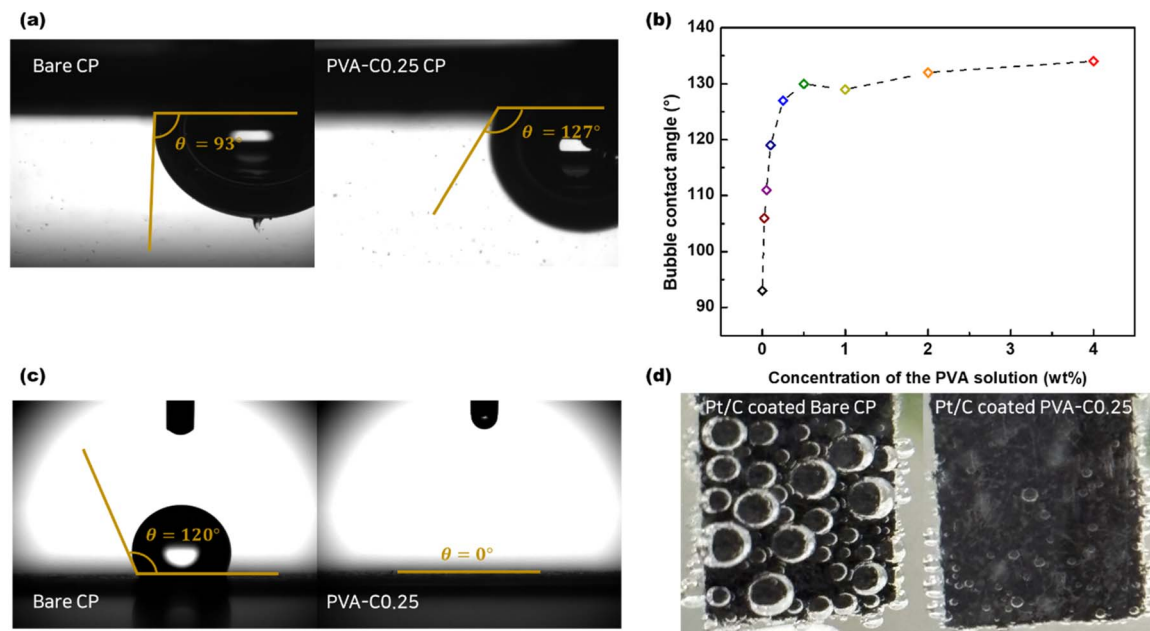 (a)
Bare CP
PVA-C0.25 CP
θ = 93°
θ = 127°
(b)
Bubble contact angle (°)
140
130
120
110
100
90
0 1 2 3 4
Concentration of the PVA solution (wt%)
(c)
θ = 120°
θ = 0°
Bare CP
PVA-C0.25
(d)
Pt/C coated Bare CP
Pt/C coated PVA-C0.25